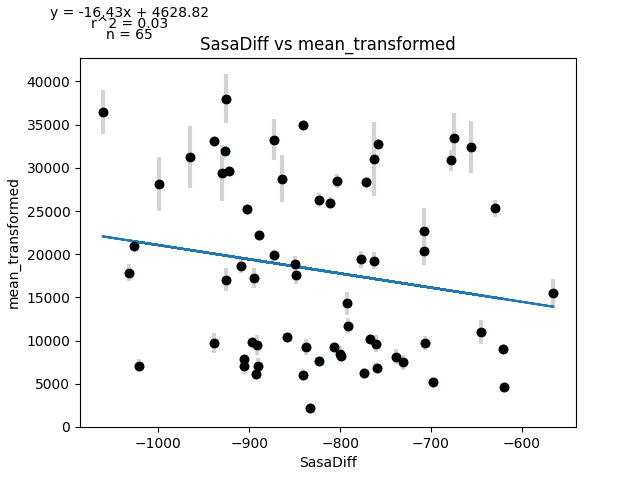 y = -16.43x + 4628.82
r^2 = 0.03
n = 65
SasaDiff vs mean_transformed
40000
35000
30000
25000
20000
15000
10000
5000
0
mean_transformed
−1000
−900
−800
−700
−600
SasaDiff